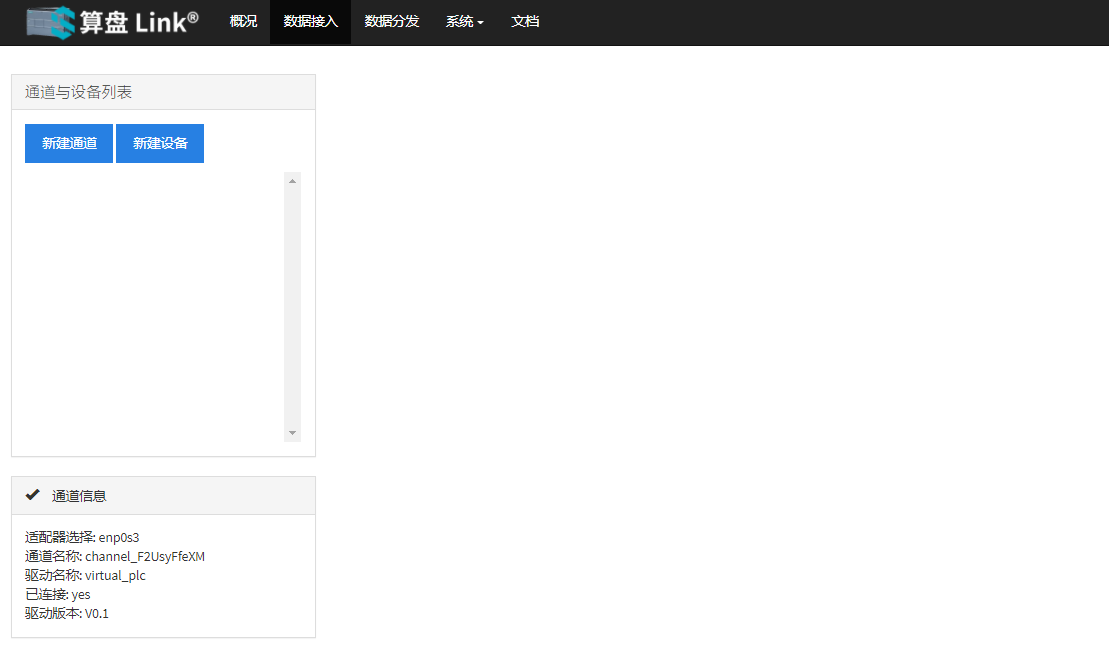 算盘 Link®
概况 数据接入 数据分发 系统 文档
通道与设备列表
新建通道 新建设备
通道信息
适配器选择: enp0s3
通道名称: channel_F2UsyFfeXM
驱动名称: virtual_plc
已连接: yes
驱动版本: V0.1